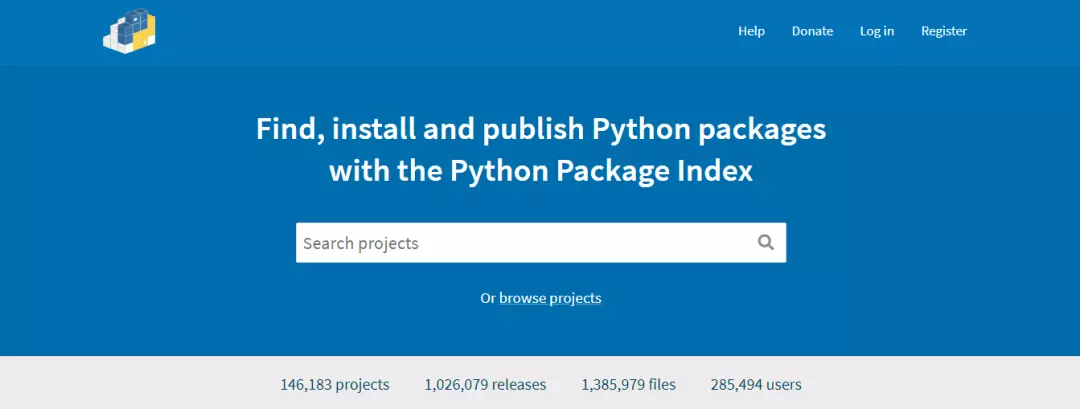 Help Donate Log in Register
Find, install and publish Python packages
with the Python Package Index
Search projects
Or browse projects
146,183 projects 1,026,079 releases 1,385,979 files 285,494 users